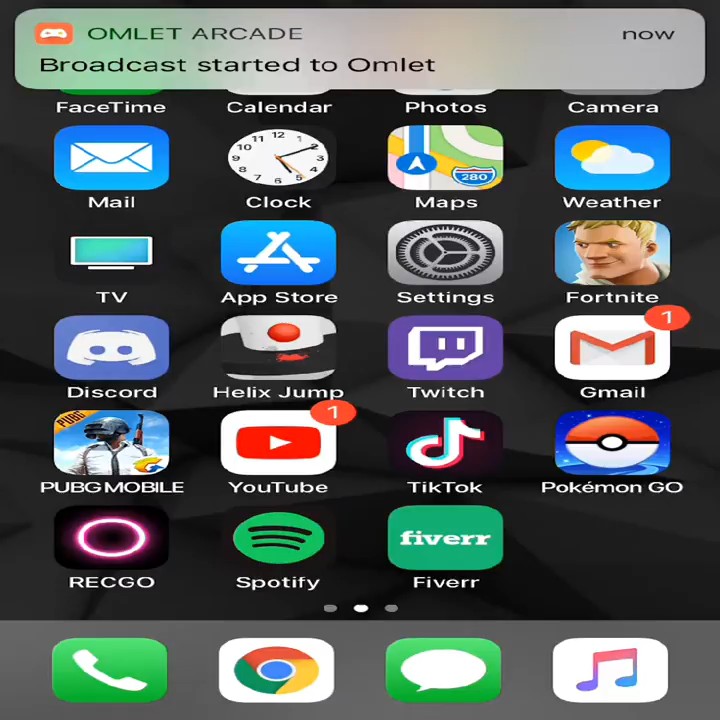 OMLET ARCADE now
Broadcast started to Omlet
FaceTime Calendar Photos Camera
280
Mail Clock Maps Weather
TV App Store Settings Fortnite
1
Discord Helix Jump Twitch Gmail
PUBG
1
PUBG MOBILE YouTube TikTok Pokémon GO
fiverr
RECGO Spotify Fiverr